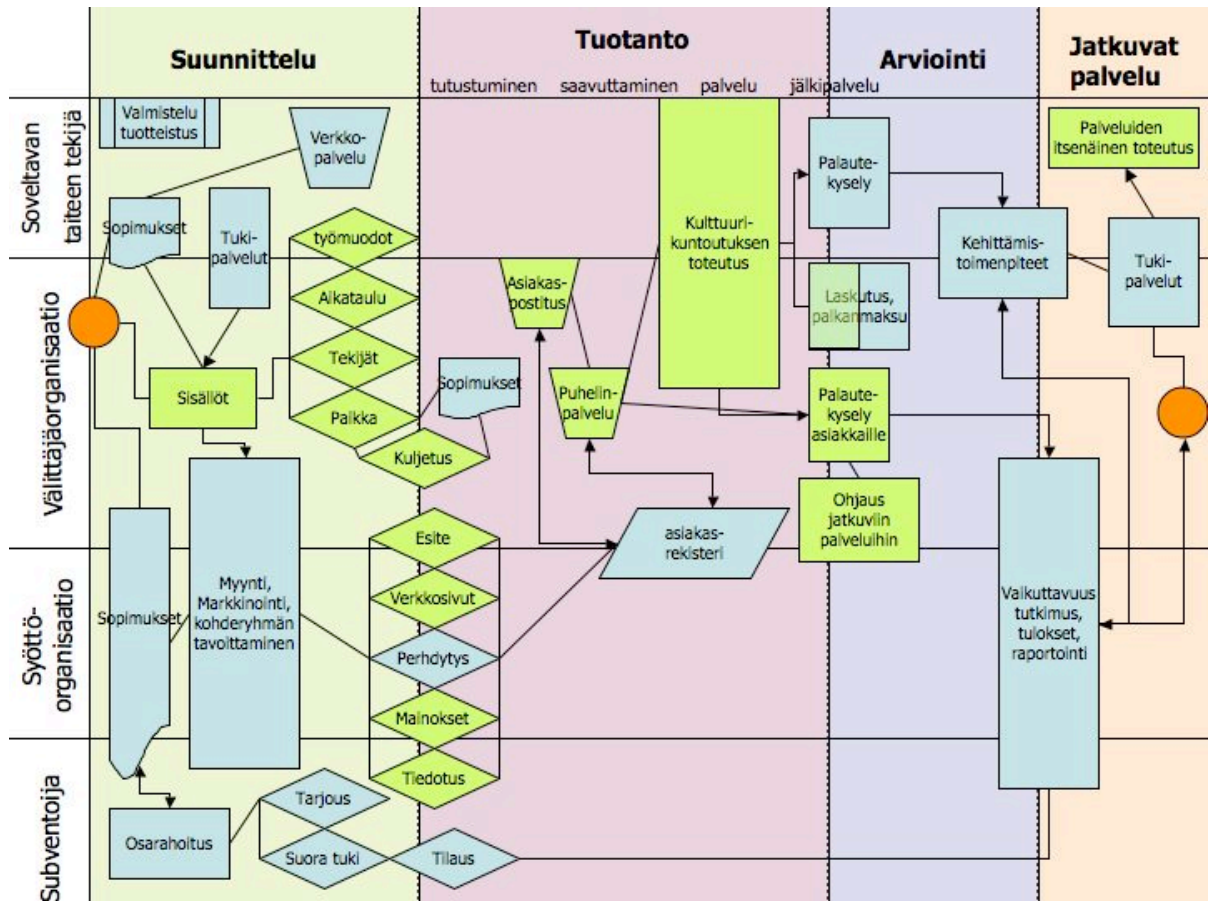 Suunnittelu
Tuotanto
Arviointi
Jatkuvat
palvelu
tutustuminen
saavuttaminen
palvelu
jälkipalvelu
Soveltavan
taiteen tekijä
Valmistelu
tuotteistus
Verkko-
palvelu
Sopimukset
Tuki-
palvelut
työmuodot
Kulttuuri-
kuntoutuksen
toteutus
Palaute-
kysely
Kehittämis-
toimenpiteet
Palveluiden
itsenäinen toteutus
Tuki-
palvelut
Välittäjäorganisaatio
Aikataulu
Tekijät
Palkka
Kuljetus
Sisällöt
Sopimukset
Asiakas-
postitus
Puhelin-
palvelu
Laskutus,
palkanmaksu
Palaute-
kysely
asiakkaille
Ohjaus
jatkuviin
palveluihin
asiakas-
rekisteri
Syöttö-
organisaatio
Sopimukset
Myynti,
Markkinointi,
kohderyhmän
tavoittaminen
Esite
Verkkosivut
Perhdytys
Mainokset
Tiedotus
Vaikuttavuus
tutkimus,
tulokset,
raportointi
Subventoija
Osarahoitus
Tarjous
Suora tuki
Tilaus